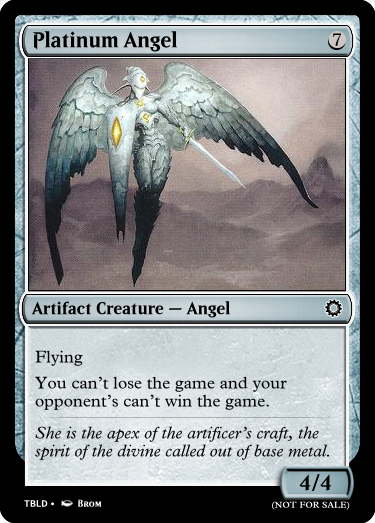 Platinum Angel 7
Artifact Creature — Angel
Flying
You can't lose the game and your
opponent's can't win the game.
She is the apex of the artificer's craft, the
spirit of the divine called out of base metal.
4/4
TBLD • Brom
(NOT FOR SALE)